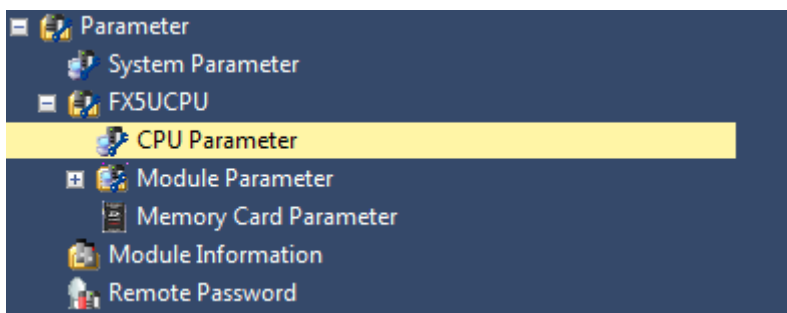 Parameter
System Parameter
FX5UCPU
CPU Parameter
Module Parameter
Memory Card Parameter
Module Information
Remote Password